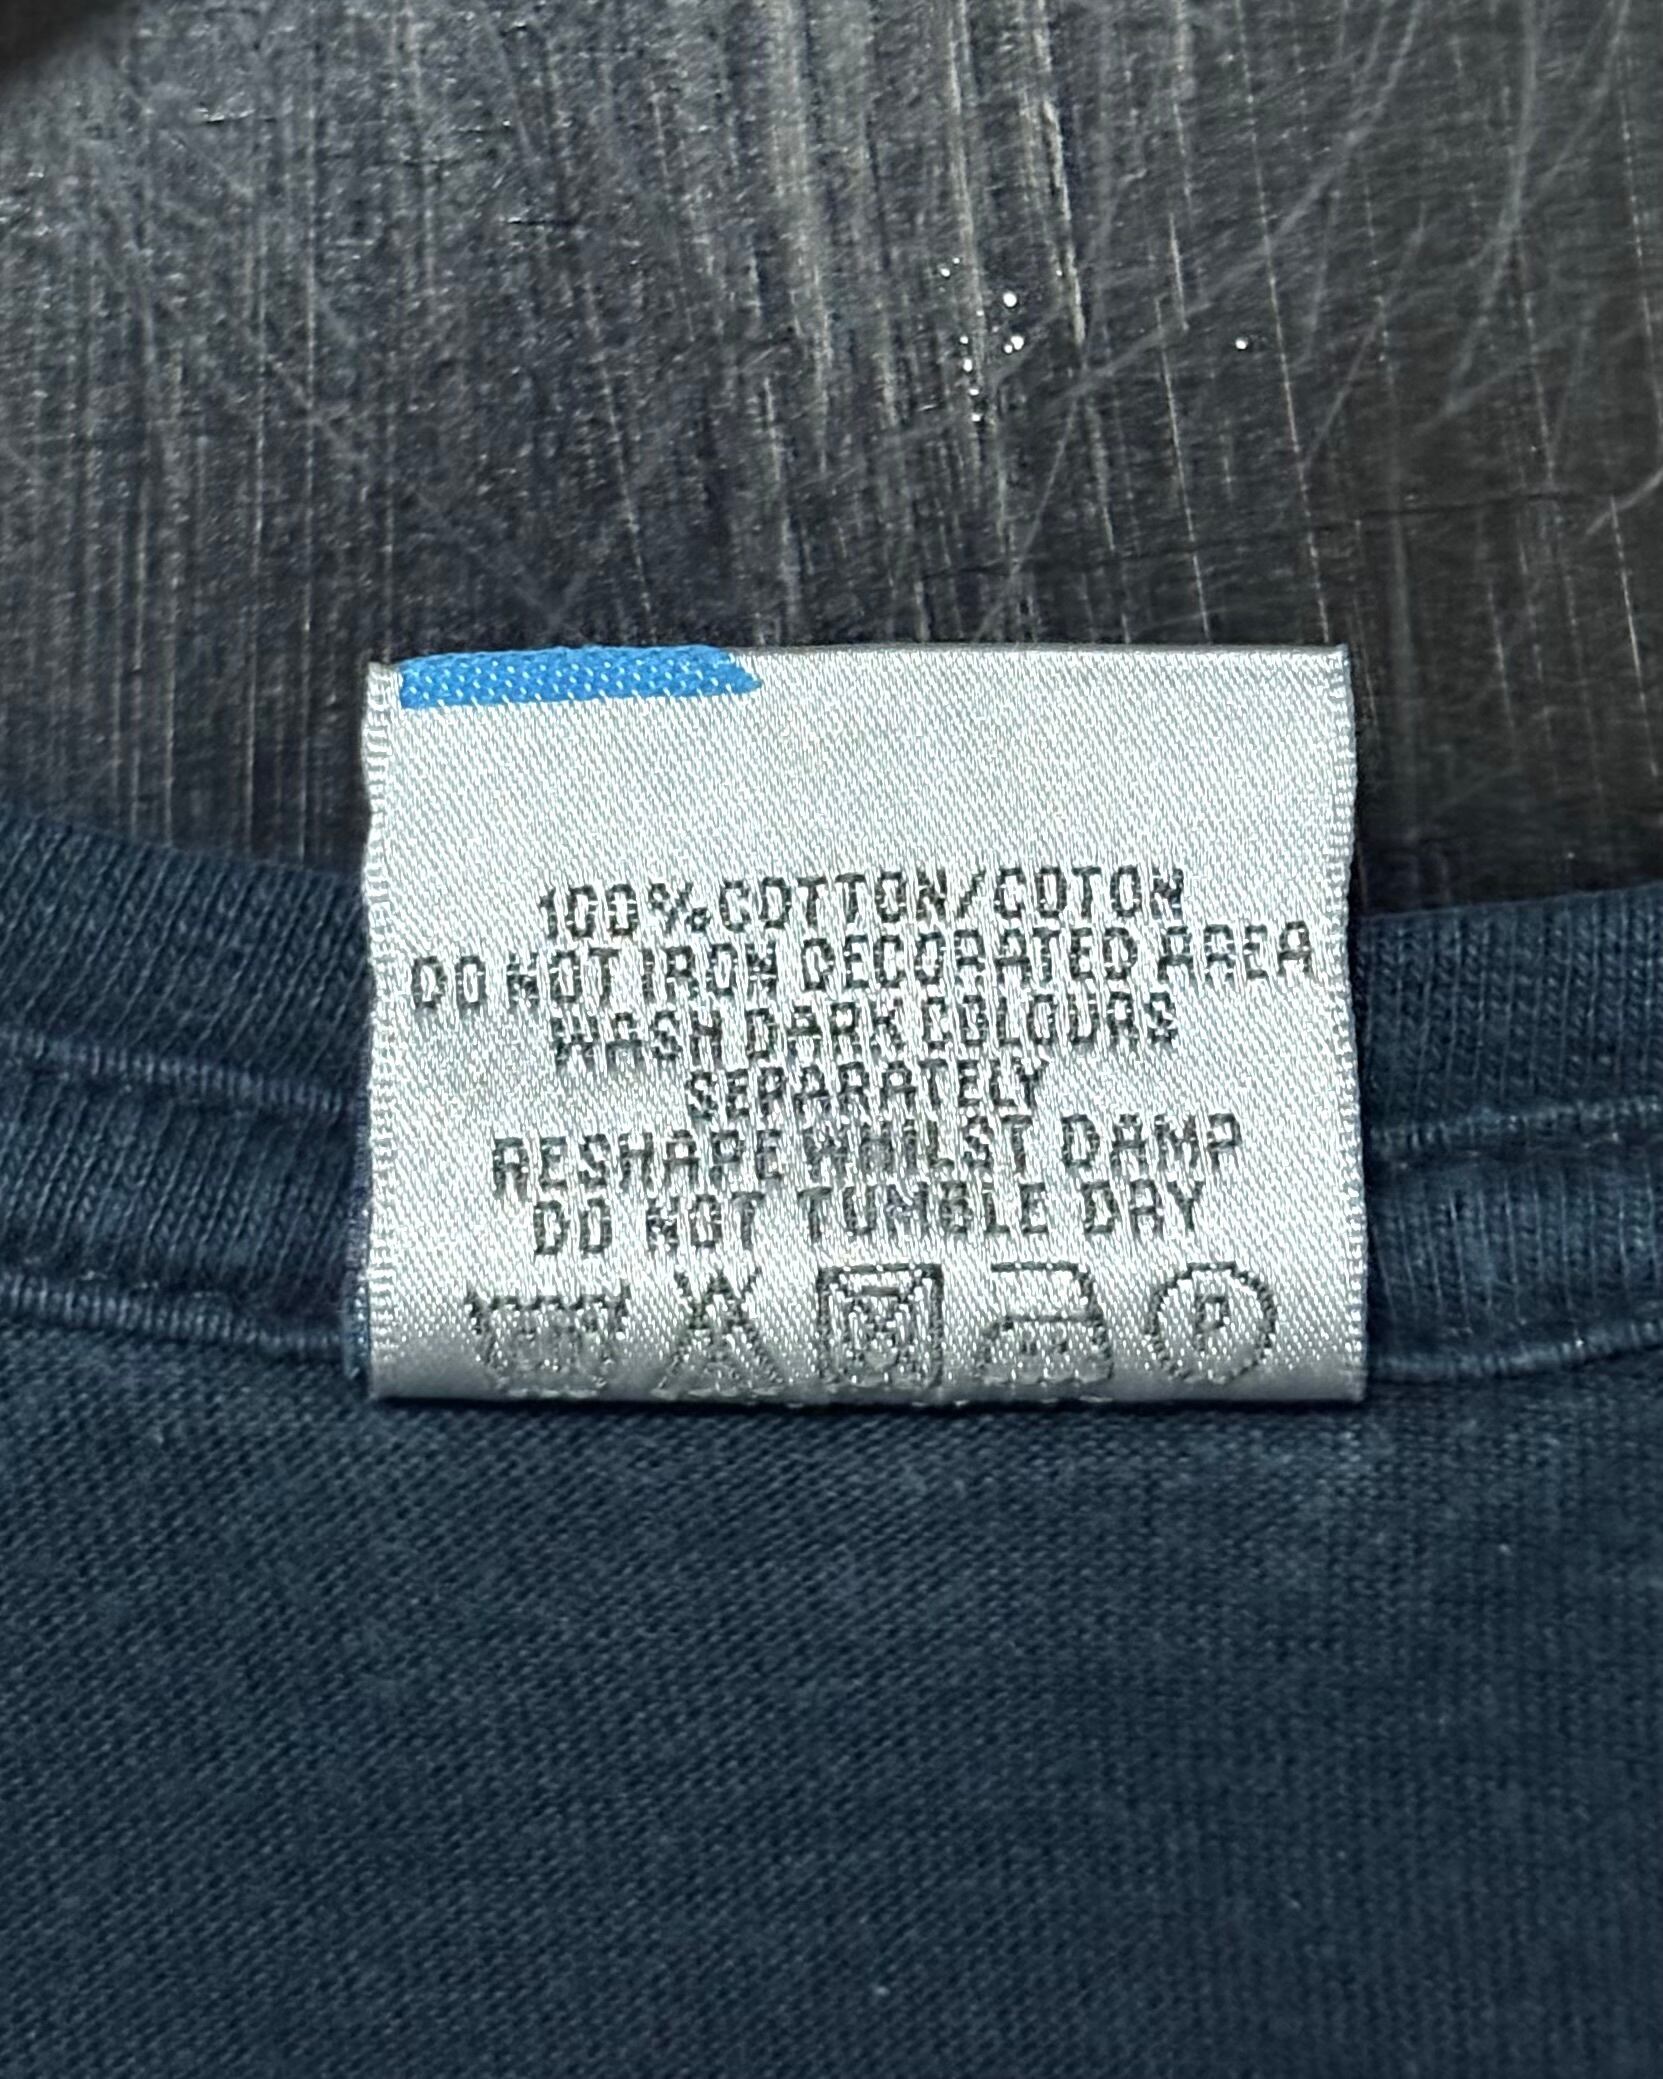 100% COTTON/COTON
DO NOT IRON DECORATED AREA
WASH DARK COLOURS
SEPARATELY
RESHAPE WHILST DAMP
DO NOT TUMBLE DRY
P